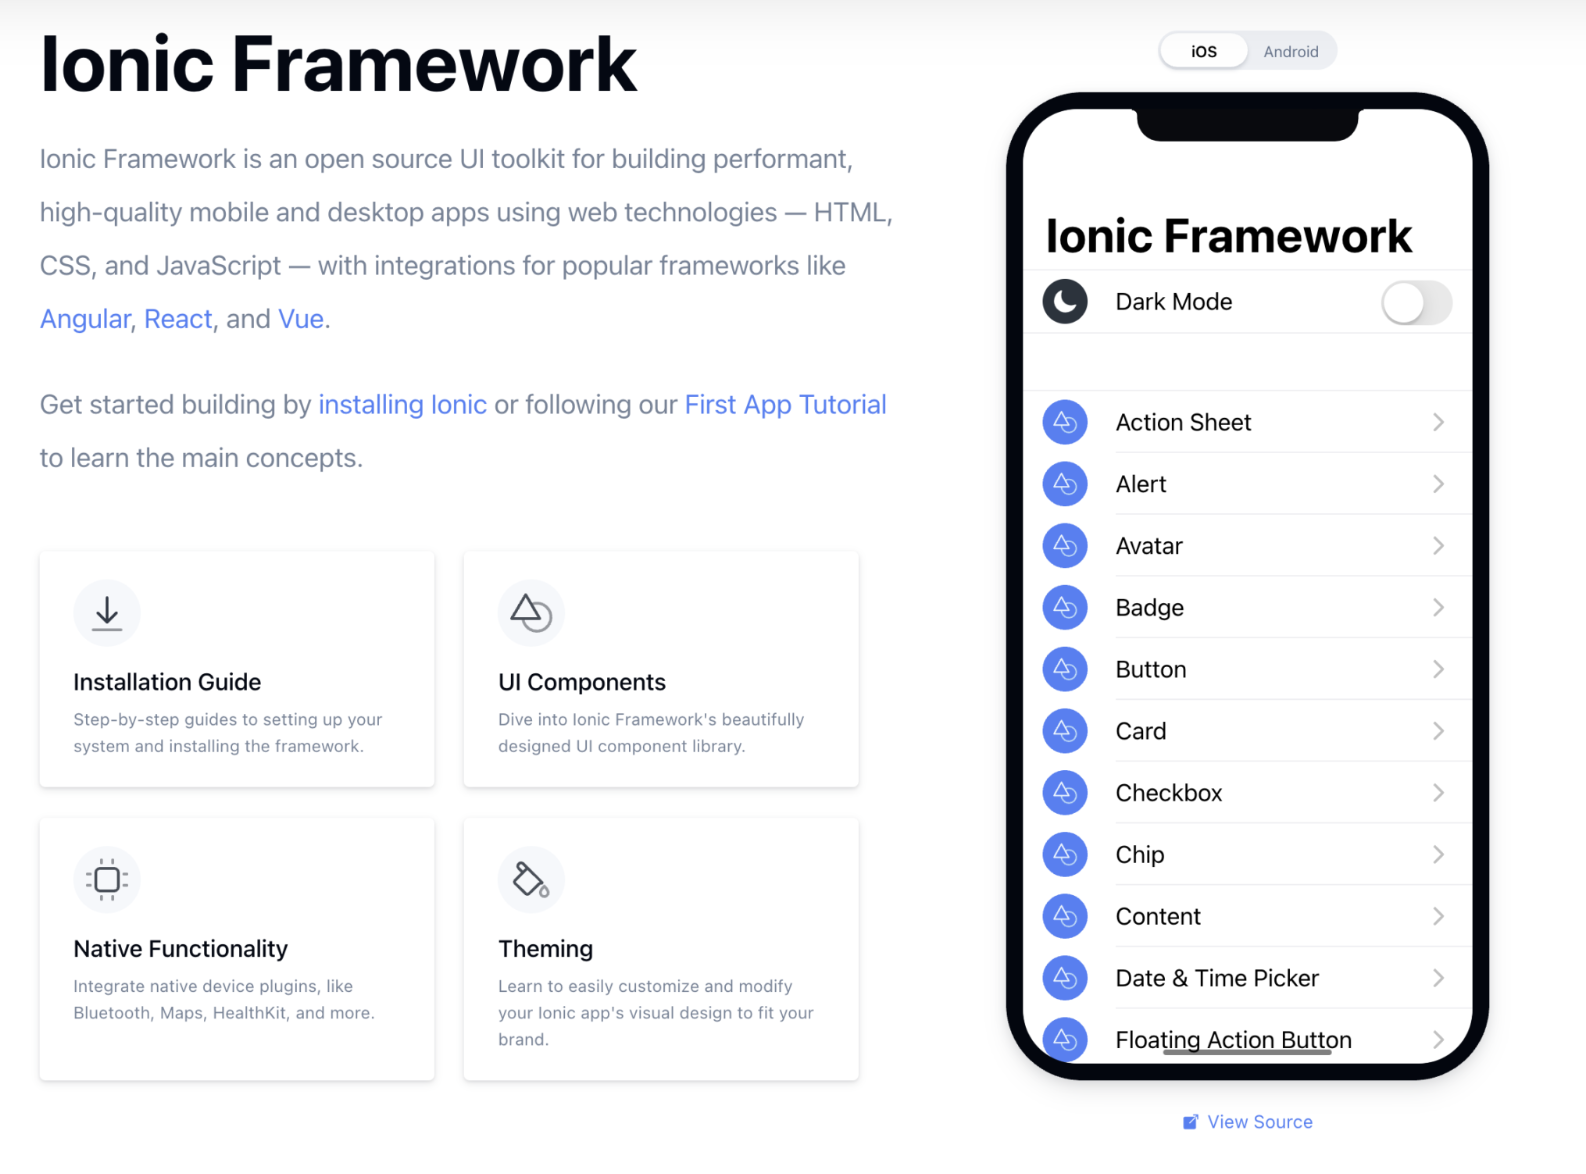 Ionic Framework
Ionic Framework is an open source UI toolkit for building performant,
high-quality mobile and desktop apps using web technologies — HTML,
CSS, and JavaScript — with integrations for popular frameworks like
Angular, React, and Vue.
Get started building by installing Ionic or following our First App Tutorial
to learn the main concepts.
Installation Guide
Step-by-step guides to setting up your
system and installing the framework.
UI Components
Dive into Ionic Framework's beautifully
designed UI component library.
Native Functionality
Integrate native device plugins, like
Bluetooth, Maps, HealthKit, and more.
Theming
Learn to easily customize and modify
your Ionic app's visual design to fit your
brand.
iOS Android
Ionic Framework
Dark Mode
Action Sheet
Alert
Avatar
Badge
Button
Card
Checkbox
Chip
Content
Date & Time Picker
Floating Action Button
View Source